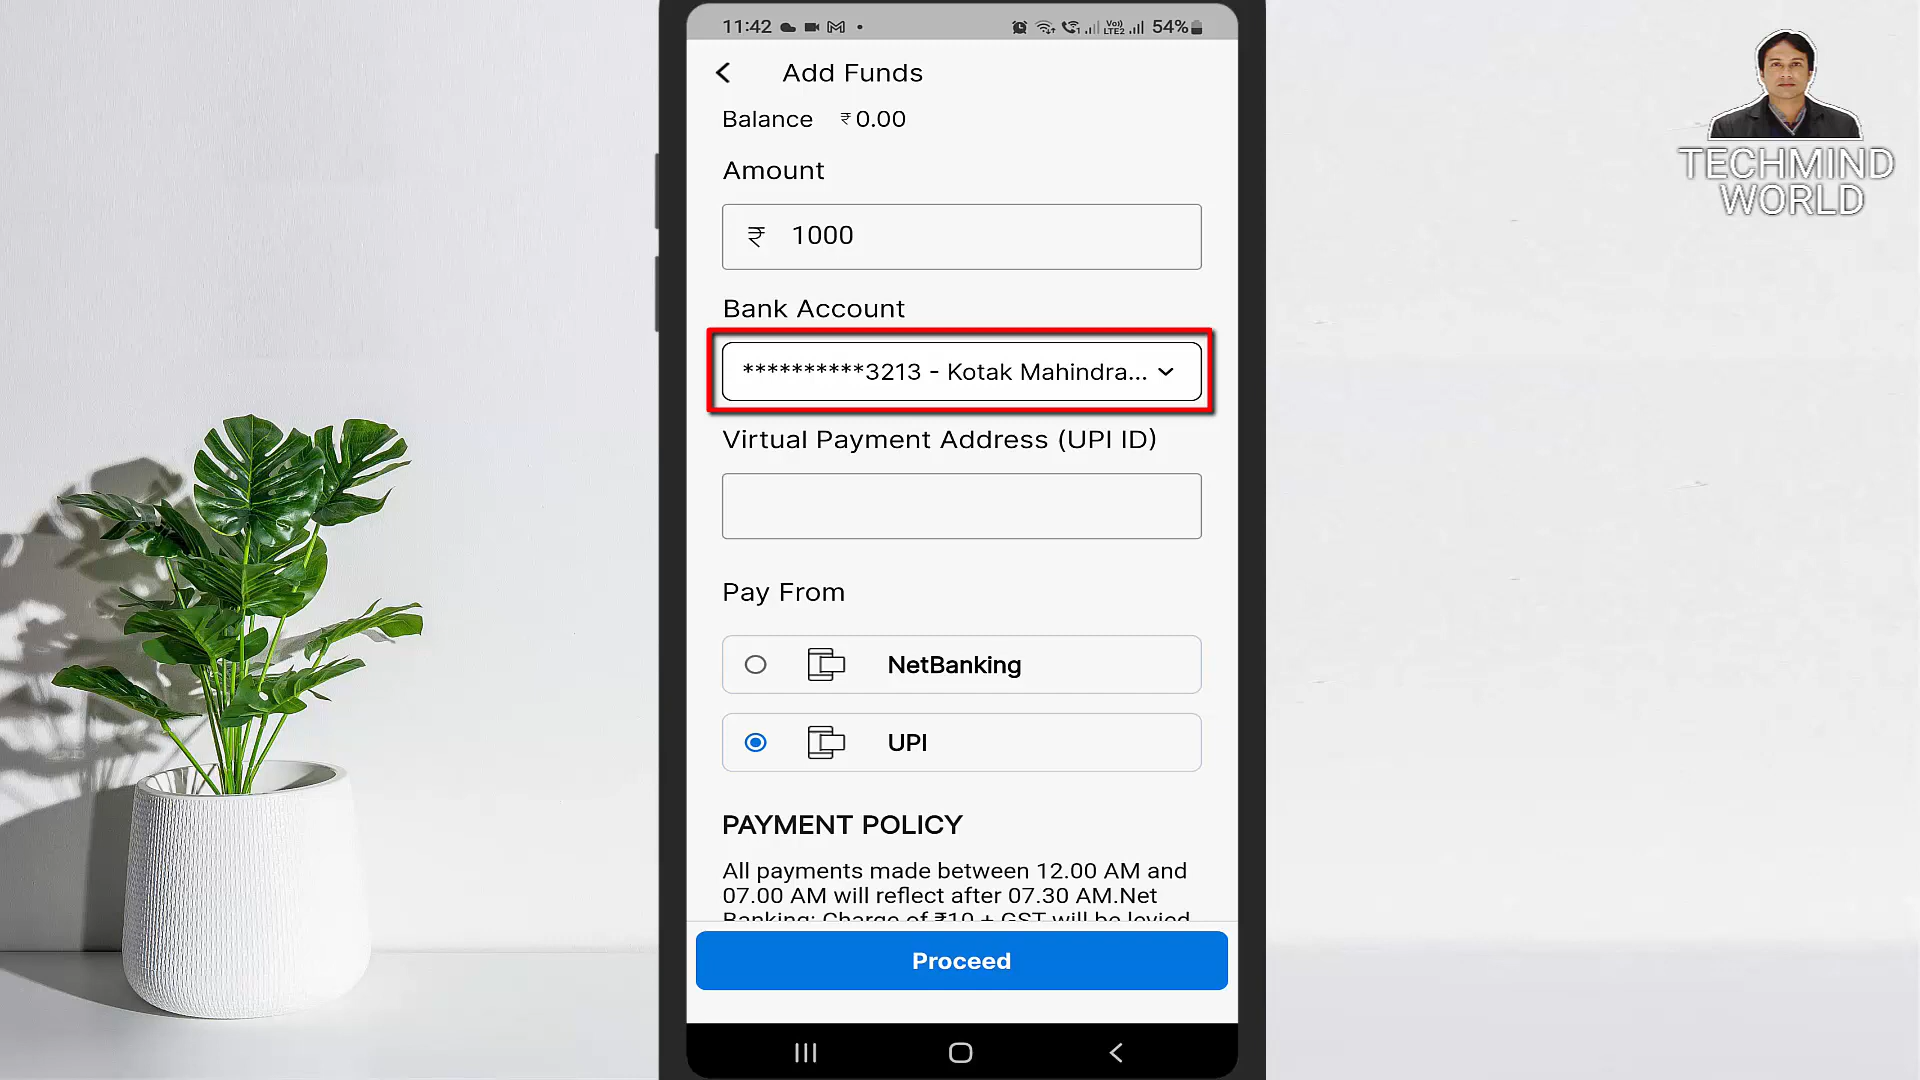 11:42
Vo)) LTE2 54%
Add Funds
Balance ₹ 0.00
Amount
₹ 1000
Bank Account
**********3213 - Kotak Mahindra...
Virtual Payment Address (UPI ID)
Pay From
NetBanking
UPI
PAYMENT POLICY
All payments made between 12.00 AM and
07.00 AM will reflect after 07.30 AM.Net
Banking: Charge of ₹10 + GST will be levied
Proceed
TECHMIND
WORLD